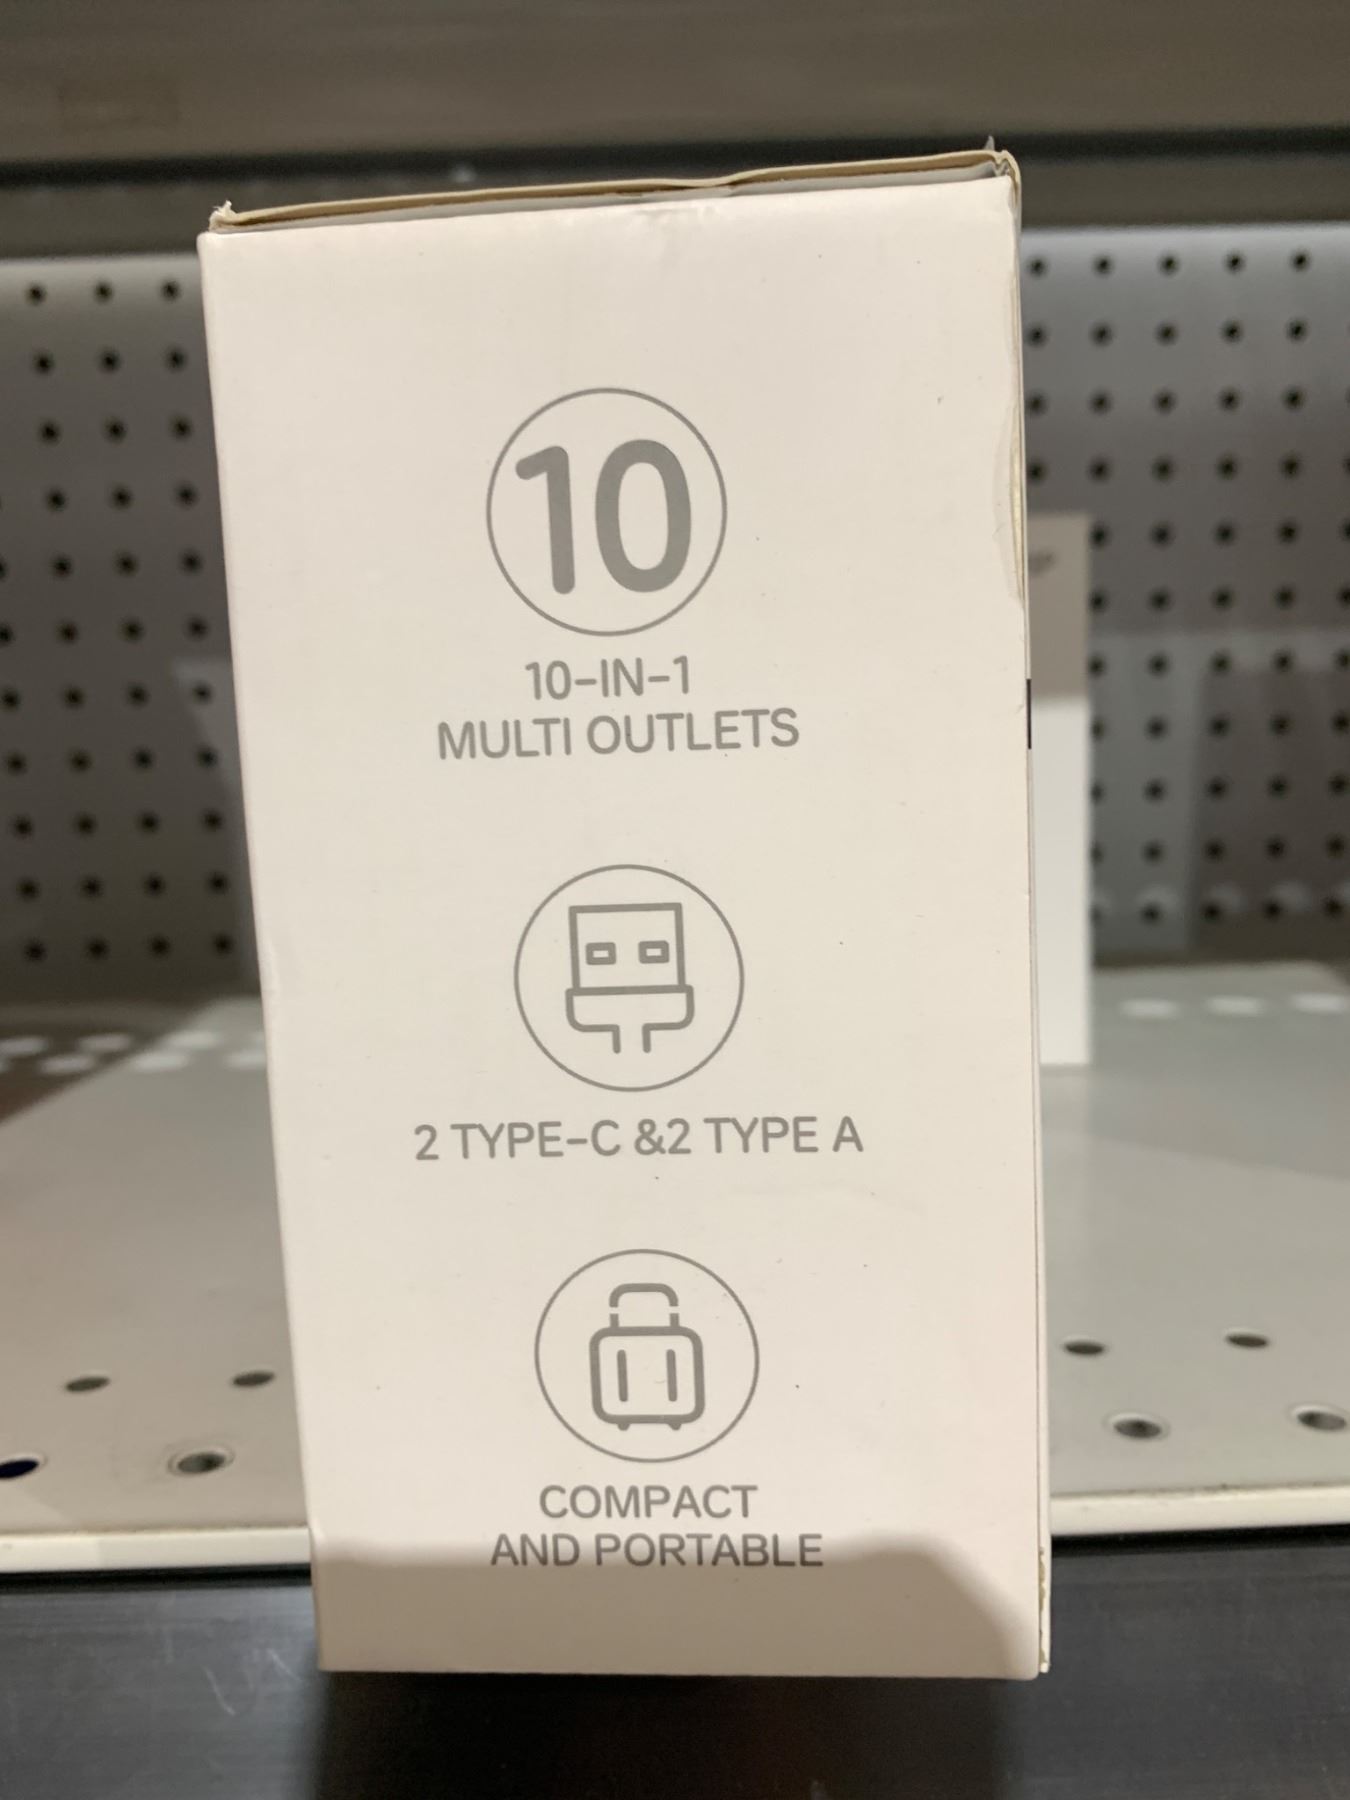 10
10-IN-1
MULTI OUTLETS
2 TYPE-C &2 TYPE A
COMPACT
AND PORTABLE